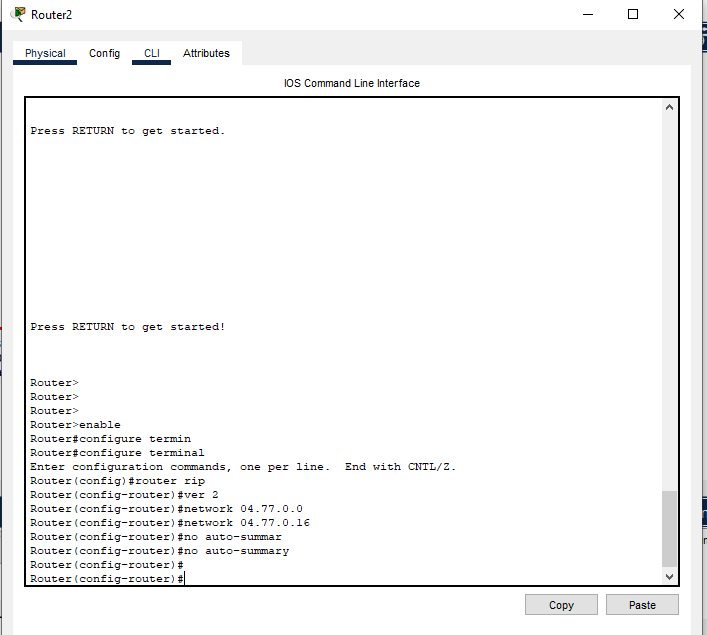 Router2
Physical Config CLI Attributes
IOS Command Line Interface
Press RETURN to get started.
Press RETURN to get started!
Router>
Router>
Router>
Router>enable
Router#configure termin
Router#configure terminal
Enter configuration commands, one per line.  End with CNTL/Z.
Router(config)#router rip
Router(config-router)#ver 2
Router(config-router)#network 04.77.0.0
Router(config-router)#network 04.77.0.16
Router(config-router)#no auto-summar
Router(config-router)#no auto-summary
Router(config-router)#
Router(config-router)#
Copy Paste